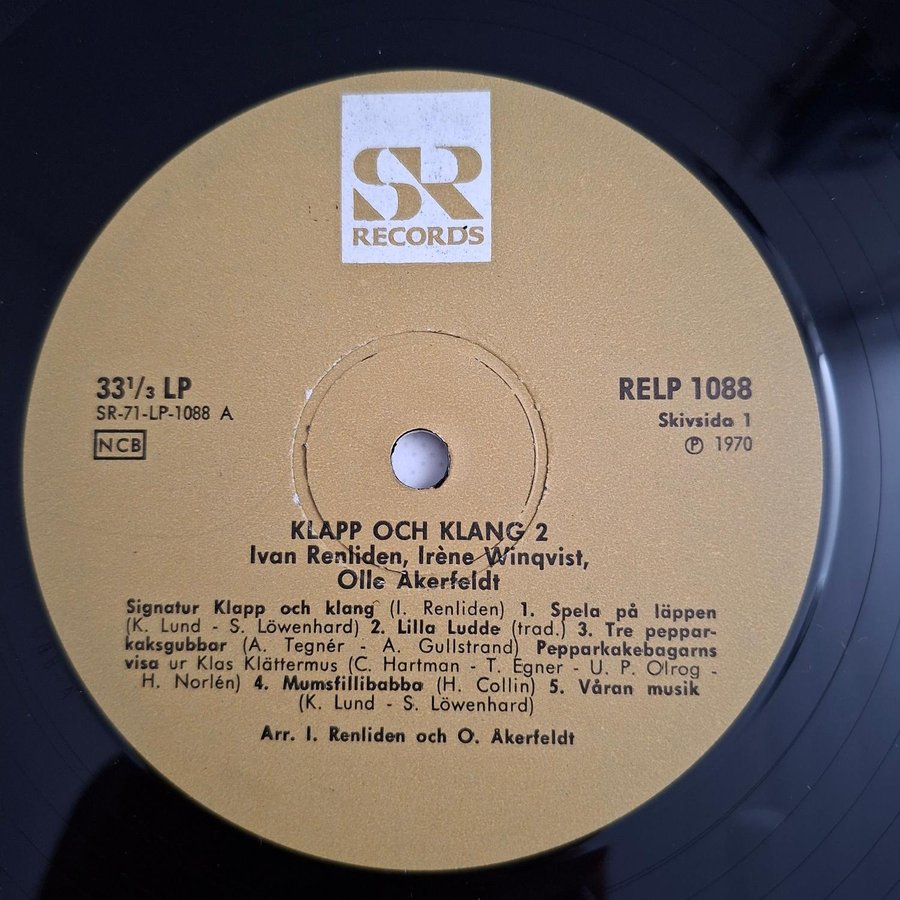 SR
RECORDS
33¹/₃ LP
SR-71-LP-1088 A
NCB
RELP 1088
Skivsida 1
Ⓟ 1970
KLAPP OCH KLANG 2
Ivan Renliden, Irène Winqvist,
Olle Åkerfeldt
Signatur Klapp och klang (I. Renliden) 1. Spela på läppen
(K. Lund - S. Löwenhard) 2. Lilla Ludde (trad.) 3. Tre peppar-
kaksgubbar (A. Tegnér - A. Gullstrand) Pepparkakebagarns
visa ur Klas Klättermus (C. Hartman - T. Egner - U. P. Olrog -
H. Norlén) 4. Mumsfillibabba (H. Collin) 5. Våran musik
(K. Lund - S. Löwenhard)
Arr. I. Renliden och O. Åkerfeldt